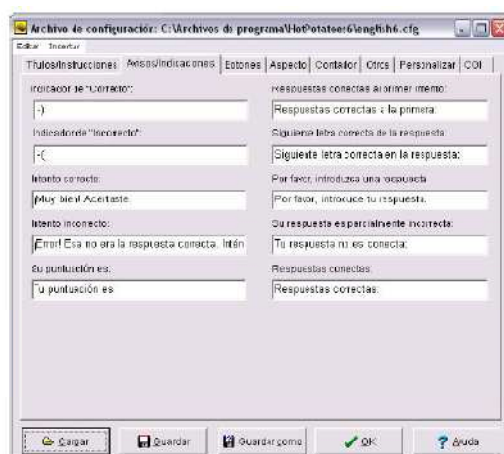 Archivo de configuración: C:\Archivos de programa\HotPotatoes6\english6.cfg
Editar Insertar
Títulos/Instrucciones Avisos/Indicaciones Botones Aspecto Contador Otros Personalizar CGI
Indicador de "Correcto":
:-)
Indicador de "Incorrecto":
:-(
Intento correcto:
¡Muy bien! Acertaste.
Intento incorrecto:
¡Error! Esa no era la respuesta correcta. Intén
Su puntuación es:
Tu puntuación es
Respuestas correctas al primer intento:
Respuestas correctas a la primera:
Siguiente letra correcta de la respuesta:
Siguiente letra correcta en la respuesta:
Por favor, introduzca una respuesta
Por favor, introduce tu respuesta.
Su respuesta es parcialmente incorrecta:
Tu respuesta no es correcta:
Respuestas correctas:
Respuestas correctas:
Cargar Guardar Guardar como OK Ayuda